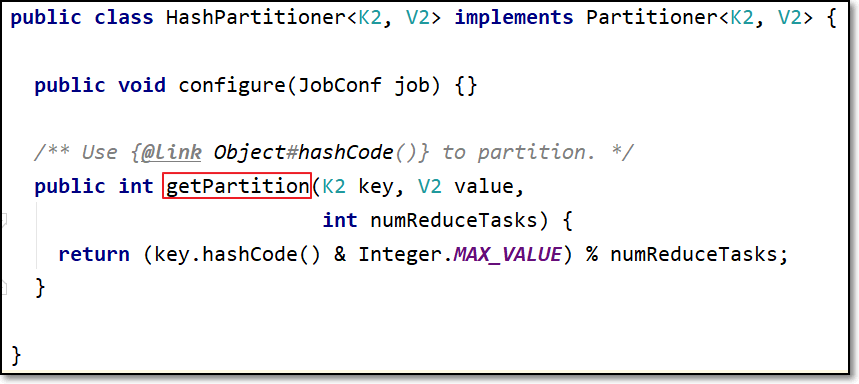 public class HashPartitioner<K2, V2> implements Partitioner<K2, V2> {
public void configure(JobConf job) {}
/** Use {@link Object#hashCode()} to partition. */
public int getPartition(K2 key, V2 value,
int numReduceTasks) {
return (key.hashCode() & Integer.MAX_VALUE) % numReduceTasks;
}
}